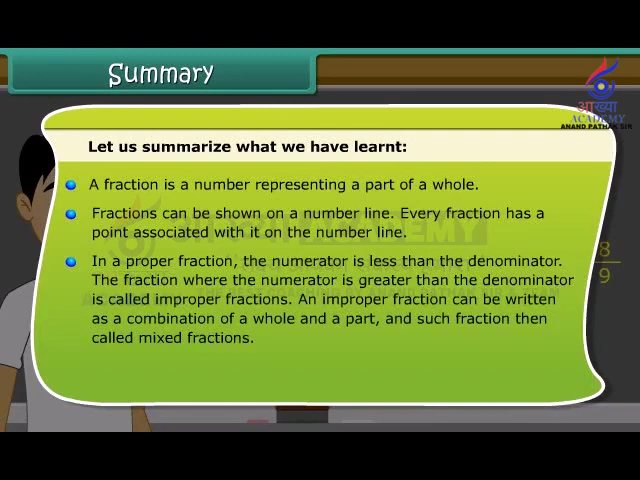 Summary
आख्या
ACADEMY
ANAND PATHAK SIR
Let us summarize what we have learnt:
A fraction is a number representing a part of a whole.
Fractions can be shown on a number line. Every fraction has a
point associated with it on the number line.
In a proper fraction, the numerator is less than the denominator.
The fraction where the numerator is greater than the denominator
is called improper fractions. An improper fraction can be written
as a combination of a whole and a part, and such fraction then
called mixed fractions.
ACADEMY
8
9